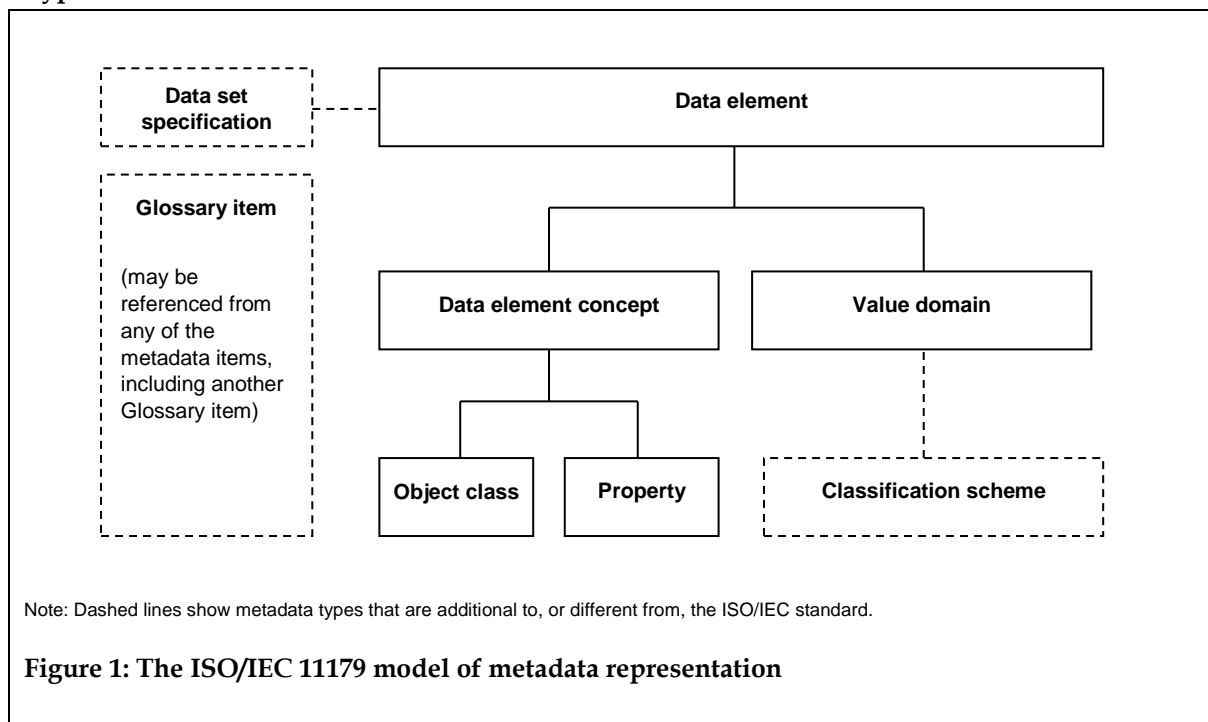 Data set
specification
Data element
Glossary item
(may be
referenced from
any of the
metadata items,
including another
Glossary item)
Data element concept
Value domain
Object class
Property
Classification scheme
Note: Dashed lines show metadata types that are additional to, or different from, the ISO/IEC standard.
Figure 1: The ISO/IEC 11179 model of metadata representation